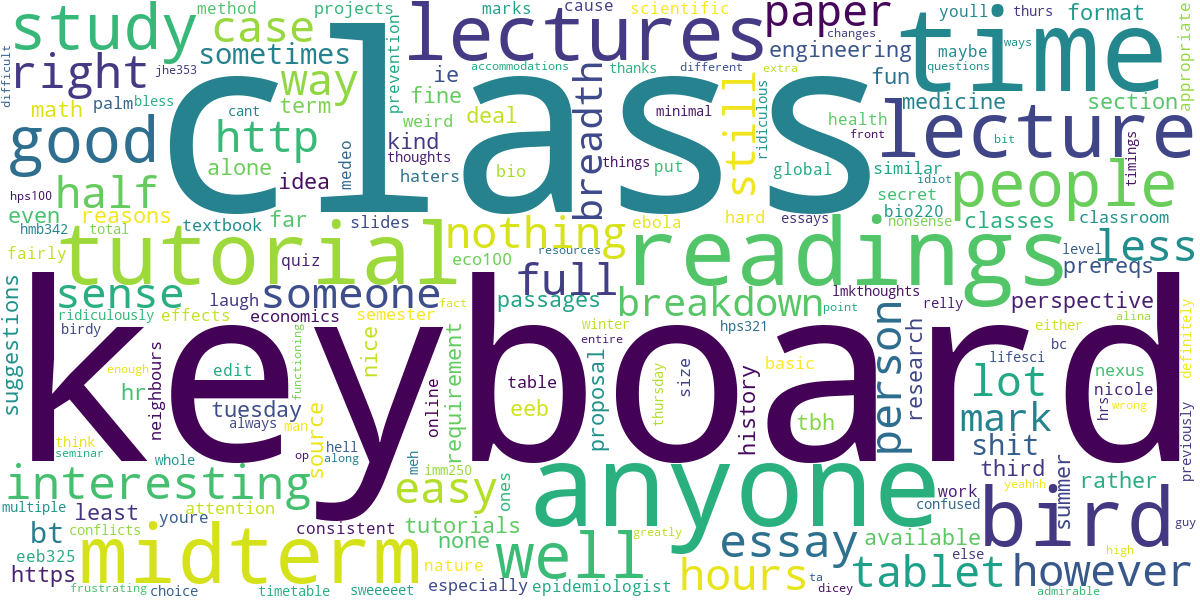 difficult
study
method
projects
marks
cause
scientific
paper
youll
thurs
format
appropriate
case
lectures
changes
sometimes
engineering
time
maybe
ways
right
jhe353
class
prevention
ie
accommodations
thanks
different
extra
fun
questions
math
palm
bless
way
term
fine
deal
breadth
still
ridiculous
medicine
section
good
cant
http
weird
kind
minimal
health
front
lecture
bit
timings
alone
thoughts
haters
bio
things
put
global
similar
secret
idiot
people
hps100
half
idea
medeo
even
reasons
textbook
far
slides
nothing
ebola
hard
essays
bio220
nonsense
classes
classroom
hmb342
total
tutorial
resources
readings
level
less
fairly
quiz
eco100
full
prereqs
sense
someone
passages
breakdown
lmkthoughts
relly
perspective
suggestions
ridiculously
effects
laugh
economics
semester
fact
point
alina
birdy
hps321
winter
entire
person
research
either
bc
definitely
keyboard
neighbours
functioning
nice
requirement
enough
edit
hr
table
eeb
proposal
thursday
size
history
basic
lifesci
nexus
lot
nicole
hrs
wrong
tuesday
always
man
source
online
tbh
mark
previously
think
seminar
hell
along
op
meh
shit
whole
imm250
third
rather
interesting
easy
ones
anyone
work
confused
summer
yeahhh
bird
guy
multiple
least
youre
attention
consistent
tutorials
none
greatly
essay
available
else
high
bt
conflicts
midterm
nature
well
hours
tablet
however
eeb325
https
frustrating
choice
timetable
sweeeeet
especially
epidemiologist
ta
dicey
admirable